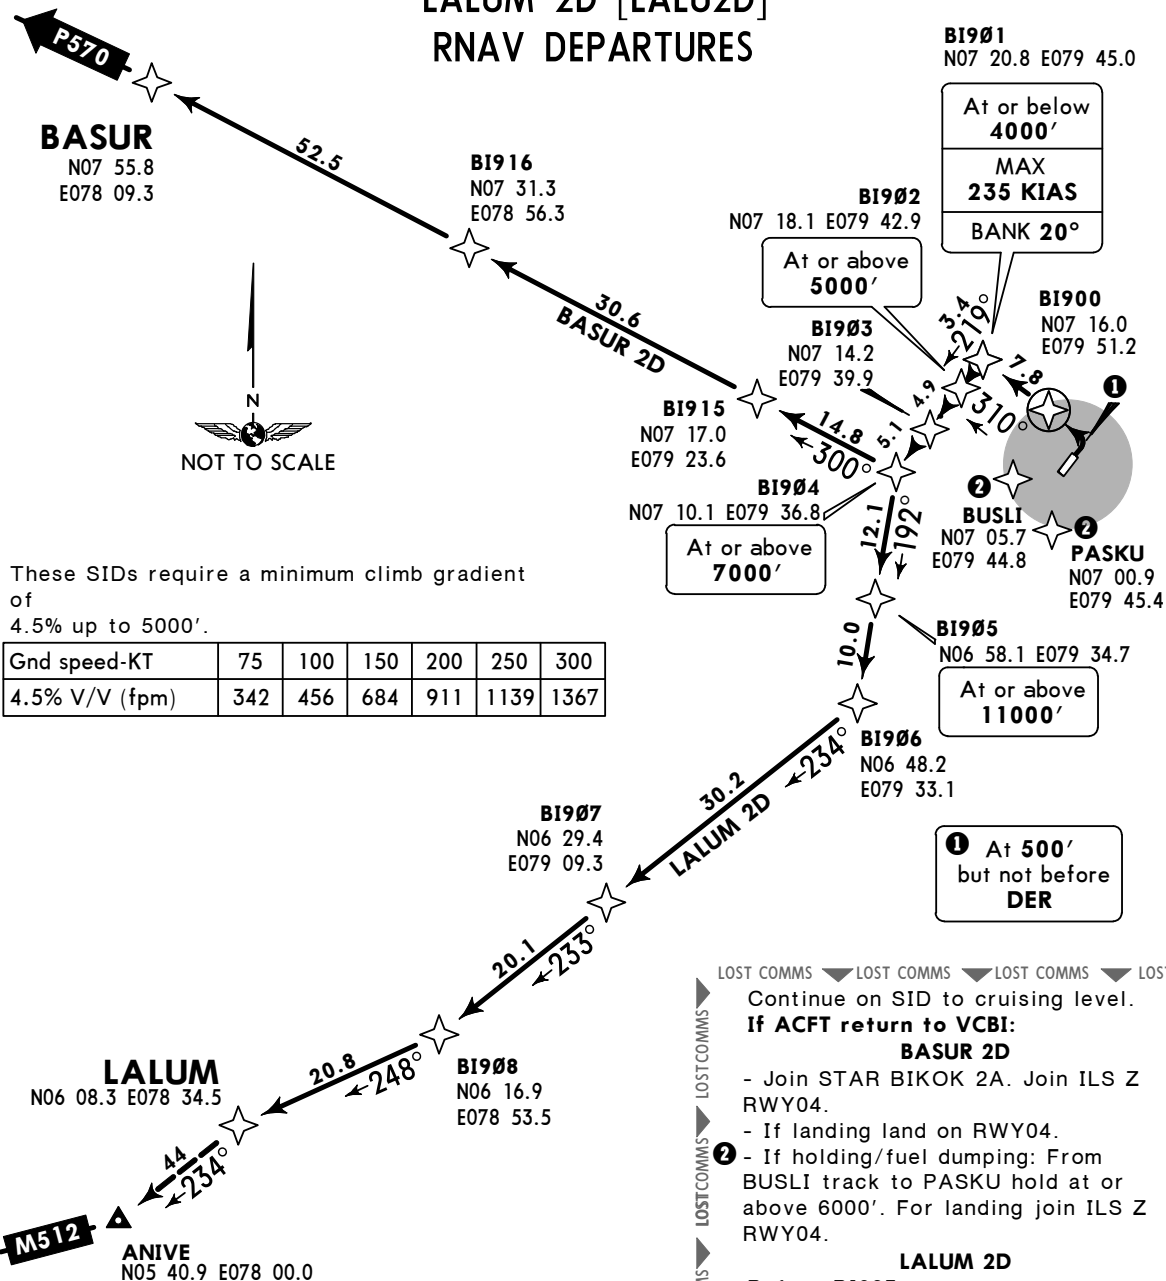 LALUM 2D [LALU2D]
RNAV DEPARTURES
P570
BASUR
N07 55.8
E078 09.3
52.5
BI916
N07 31.3
E078 56.3
30.6
BASUR 2D
BI9Ø1
N07 20.8 E079 45.0
At or below
4000′
MAX
235 KIAS
BANK 20°
BI9Ø2
N07 18.1 E079 42.9
At or above
5000′
3.4
219°
BI900
N07 16.0
E079 51.2
7.8
310°
1
BI9Ø3
N07 14.2
E079 39.9
4.9
5.1
BI915
N07 17.0
E079 23.6
14.8
300°
BI9Ø4
N07 10.1 E079 36.8
At or above
7000′
2
BUSLI
N07 05.7
E079 44.8
2
PASKU
N07 00.9
E079 45.4
N
NOT TO SCALE
12.1
192°
These SIDs require a minimum climb gradient
of
4.5% up to 5000′.
Gnd speed-KT 75 100 150 200 250 300
4.5% V/V (fpm) 342 456 684 911 1139 1367
BI9Ø5
N06 58.1 E079 34.7
At or above
11000′
10.0
BI9Ø6
N06 48.2
E079 33.1
234°
30.2
LALUM 2D
BI9Ø7
N06 29.4
E079 09.3
1 At 500′
but not before
DER
20.1
233°
BI9Ø8
N06 16.9
E078 53.5
20.8
248°
LALUM
N06 08.3 E078 34.5
44
234°
M512
ANIVE
N05 40.9 E078 00.0
LOST COMMS LOST COMMS LOST COMMS LOS
LOST COMMS
LOST COMMS
Continue on SID to cruising level.
If ACFT return to VCBI:
BASUR 2D
- Join STAR BIKOK 2A. Join ILS Z
RWY04.
- If landing land on RWY04.
2 - If holding/fuel dumping: From
BUSLI track to PASKU hold at or
above 6000′. For landing join ILS Z
RWY04.
LALUM 2D